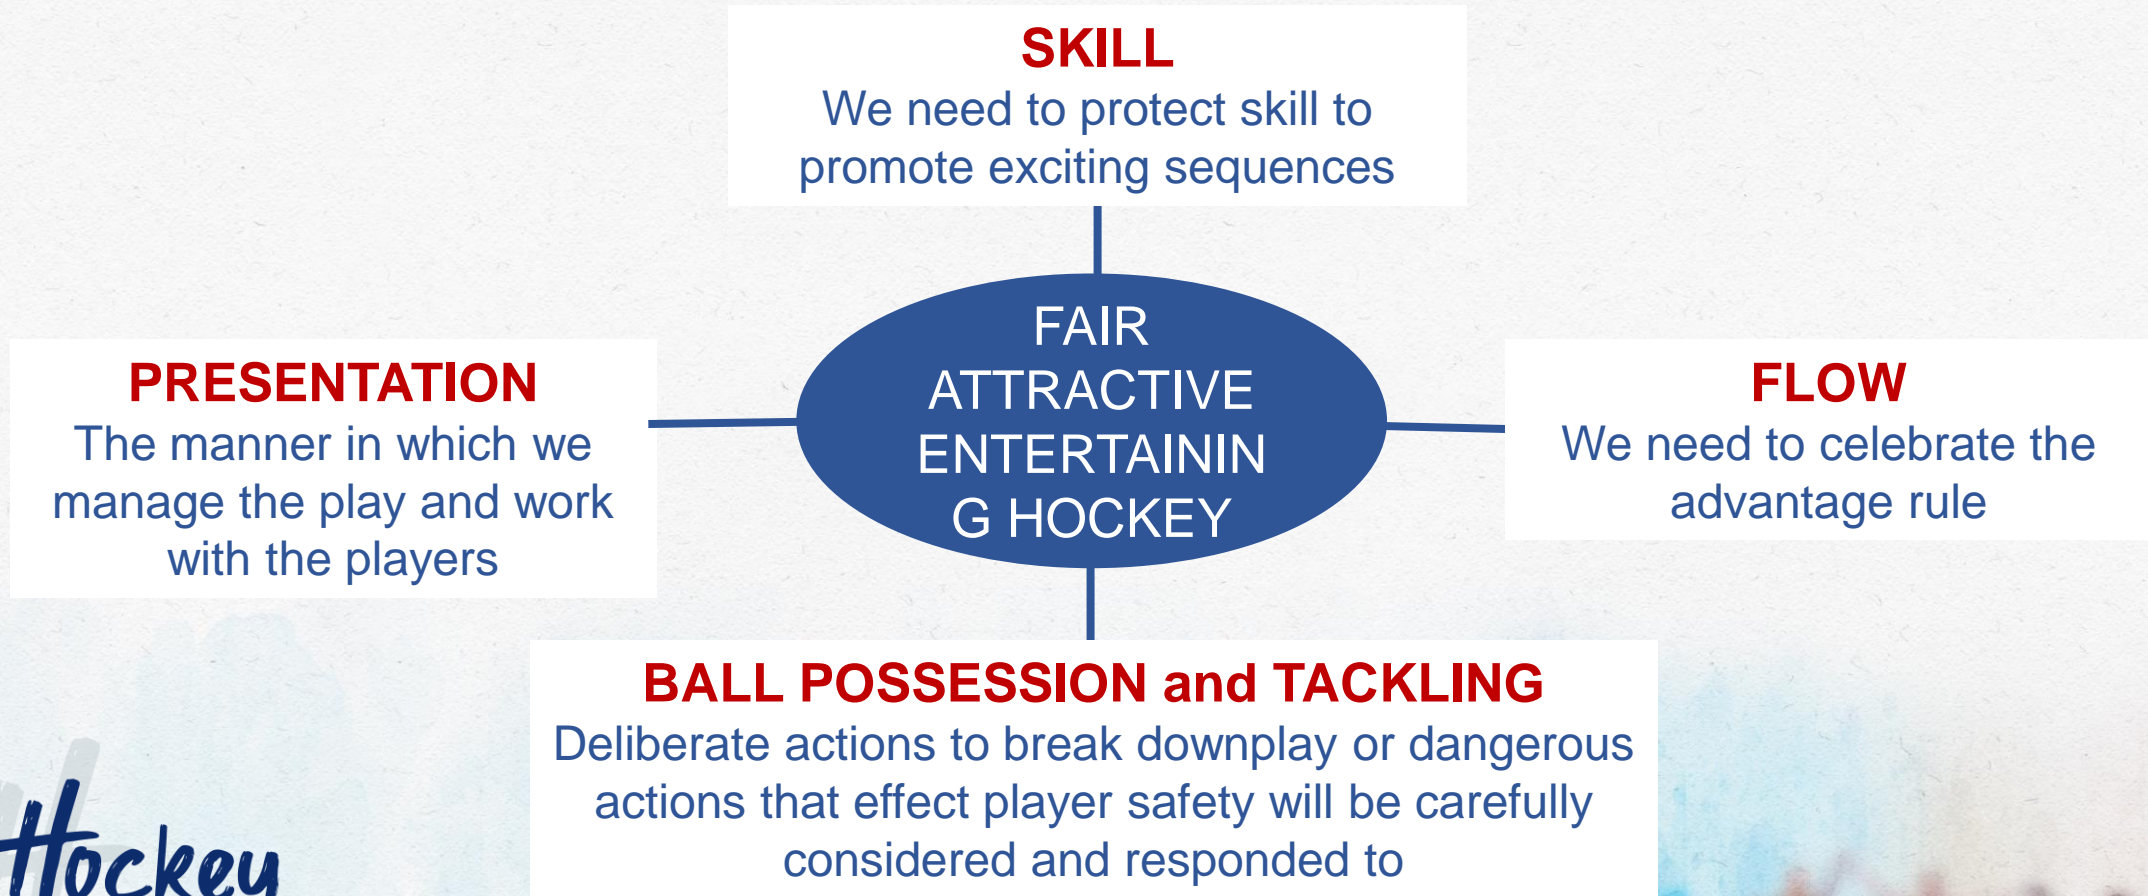 SKILL
We need to protect skill to
promote exciting sequences
FAIR
ATTRACTIVE
ENTERTAININ
G HOCKEY
PRESENTATION
The manner in which we
manage the play and work
with the players
FLOW
We need to celebrate the
advantage rule
BALL POSSESSION and TACKLING
Deliberate actions to break downplay or dangerous
actions that effect player safety will be carefully
considered and responded to
Hockey